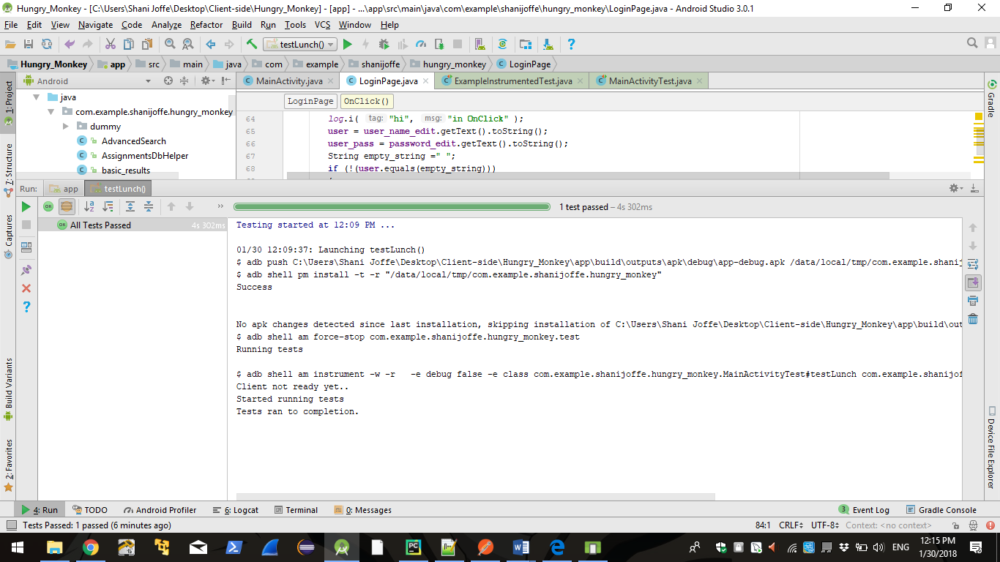 Hungry_Monkey - [C:\Users\Shani Joffe\Desktop\Client-side\Hungry_Monkey] - [app] - ...\app\src\main\java\com\example\shanijoffe\hungry_monkey\LoginPage.java - Android Studio 3.0.1
File Edit View Navigate Code Analyze Refactor Build Run Tools VCS Window Help
testLunch()
Hungry_Monkey app src main java com example shanijoffe hungry_monkey LoginPage
Android
MainActivity.java LoginPage.java ExampleInstrumentedTest.java MainActivityTest.java
java
com.example.shanijoffe.hungry_monkey
dummy
AdvancedSearch
AssignmentsDbHelper
basic_results
LoginPage OnClick()
64 log.i( tag: "hi", msg: "in OnClick" );
65 user = user_name_edit.getText().toString();
66 user_pass = password_edit.getText().toString();
67 String empty_string =" ";
68 if (!(user.equals(empty_string)))
1: Project
7: Structure
Captures
Build Variants
2: Favorites
Gradle
Device File Explorer
Run: app testLunch()
1 test passed – 4s 302ms
OK All Tests Passed 4s 302ms
Testing started at 12:09 PM ...
01/30 12:09:37: Launching testLunch()
$ adb push C:\Users\Shani Joffe\Desktop\Client-side\Hungry_Monkey\app\build\outputs\apk\debug\app-debug.apk /data/local/tmp/com.example.shanij
$ adb shell pm install -t -r "/data/local/tmp/com.example.shanijoffe.hungry_monkey"
Success
No apk changes detected since last installation, skipping installation of C:\Users\Shani Joffe\Desktop\Client-side\Hungry_Monkey\app\build\out
$ adb shell am force-stop com.example.shanijoffe.hungry_monkey.test
Running tests
$ adb shell am instrument -w -r   -e debug false -e class com.example.shanijoffe.hungry_monkey.MainActivityTest#testLunch com.example.shanijof
Client not ready yet..
Started running tests
Tests ran to completion.
4: Run TODO Android Profiler 6: Logcat Terminal 0: Messages 3 Event Log Gradle Console
Tests Passed: 1 passed (6 minutes ago) 84:1 CRLF UTF-8 Context: <no context>
ENG 12:15 PM
1/30/2018